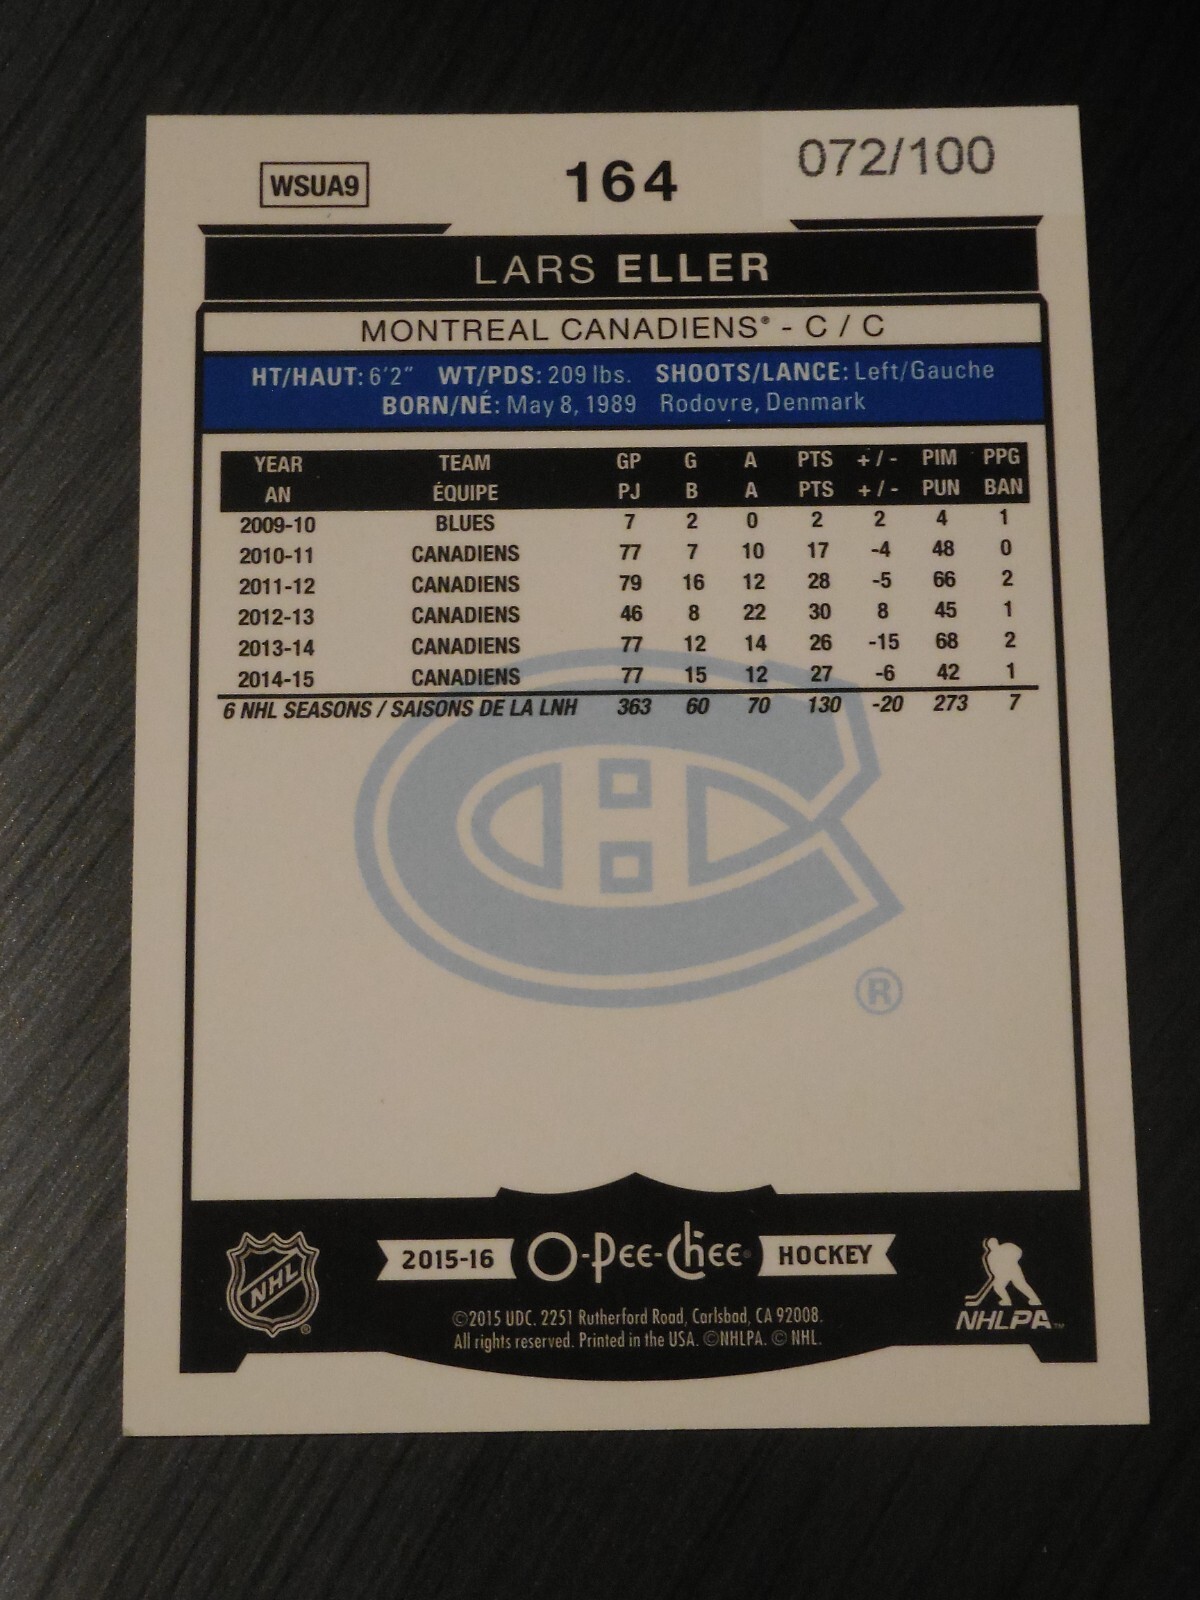 WSUA9 164 072/100
LARS ELLER
MONTREAL CANADIENS® - C / C
HT/HAUT: 6'2" WT/PDS: 209 lbs. SHOOTS/LANCE: Left/Gauche
BORN/NÉ: May 8, 1989 Rodovre, Denmark
YEAR TEAM GP G A PTS +/- PIM PPG
AN ÉQUIPE PJ B A PTS +/- PUN BAN
2009-10 BLUES 7 2 0 2 2 4 1
2010-11 CANADIENS 77 7 10 17 -4 48 0
2011-12 CANADIENS 79 16 12 28 -5 66 2
2012-13 CANADIENS 46 8 22 30 8 45 1
2013-14 CANADIENS 77 12 14 26 -15 68 2
2014-15 CANADIENS 77 15 12 27 -6 42 1
6 NHL SEASONS / SAISONS DE LA LNH 363 60 70 130 -20 273 7
®
NHL ® 2015-16 O-Pee-Chee® HOCKEY NHLPA™
©2015 UDC. 2251 Rutherford Road, Carlsbad, CA 92008.
All rights reserved. Printed in the USA. ©NHLPA. © NHL.